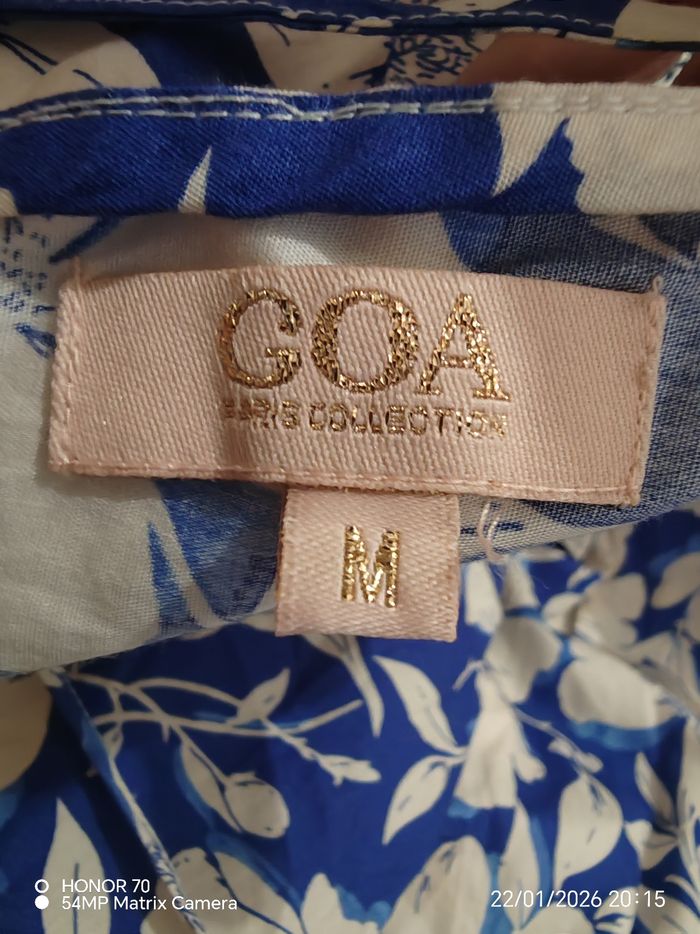 GOA
PARIS COLLECTION
M
HONOR 70
54MP Matrix Camera
22/01/2026 20:15